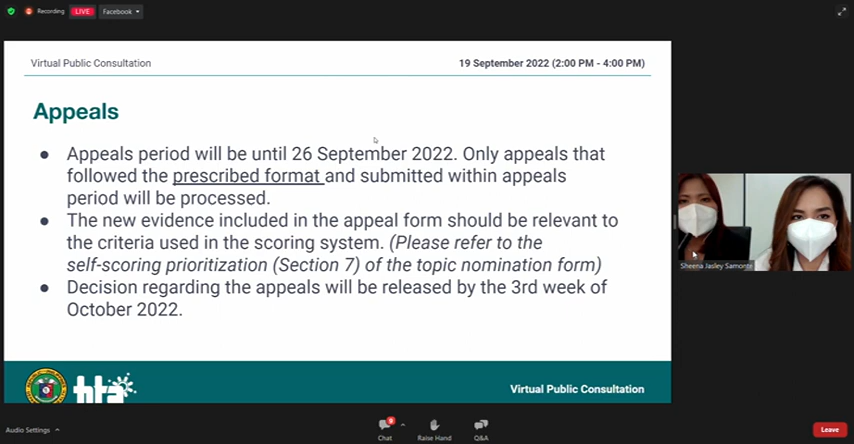 Recording
LIVE
Facebook
Virtual Public Consultation
19 September 2022 (2:00 PM - 4:00 PM)
Appeals
● Appeals period will be until 26 September 2022. Only appeals that
followed the prescribed format and submitted within appeals
period will be processed.
● The new evidence included in the appeal form should be relevant to
the criteria used in the scoring system. (Please refer to the
self-scoring prioritization (Section 7) of the topic nomination form)
● Decision regarding the appeals will be released by the 3rd week of
October 2022.
Sheena Jasley Samonte
hta
Virtual Public Consultation
Audio Settings
8
Chat
Raise Hand
Q&A
Leave